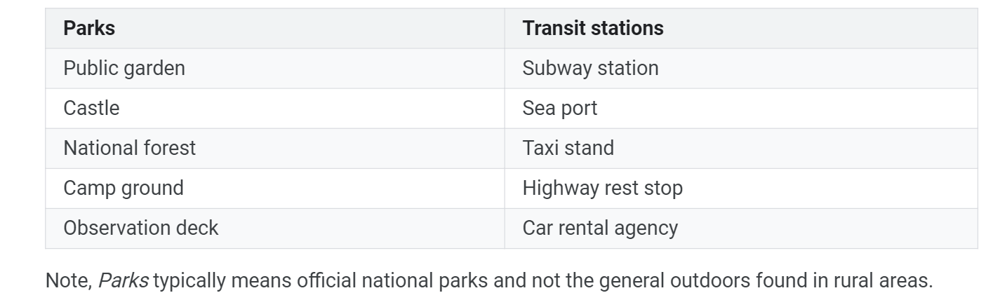 Parks Transit stations
Public garden Subway station
Castle Sea port
National forest Taxi stand
Camp ground Highway rest stop
Observation deck Car rental agency
Note, Parks typically means official national parks and not the general outdoors found in rural areas.